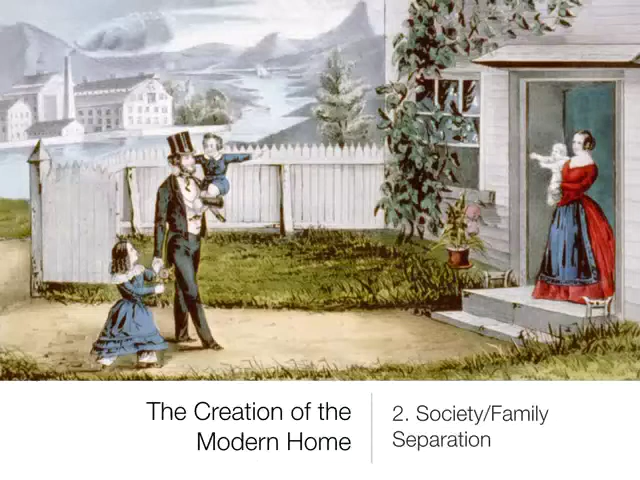 The Creation of the
Modern Home
2. Society/Family
Separation